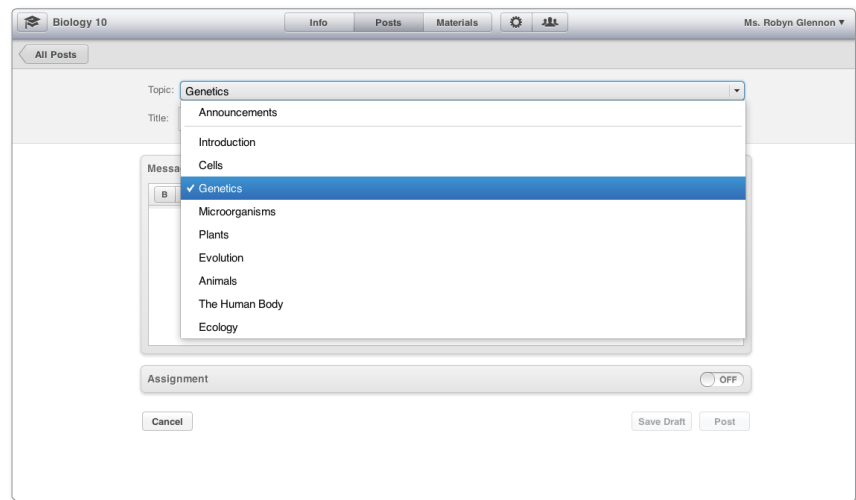 Biology 10 Info Posts Materials Ms. Robyn Glennon ▼
All Posts
Topic: Genetics
Announcements
Title:
Introduction
Cells
Messa
B ✓ Genetics
Microorganisms
Plants
Evolution
Animals
The Human Body
Ecology
Assignment OFF
Cancel Save Draft Post